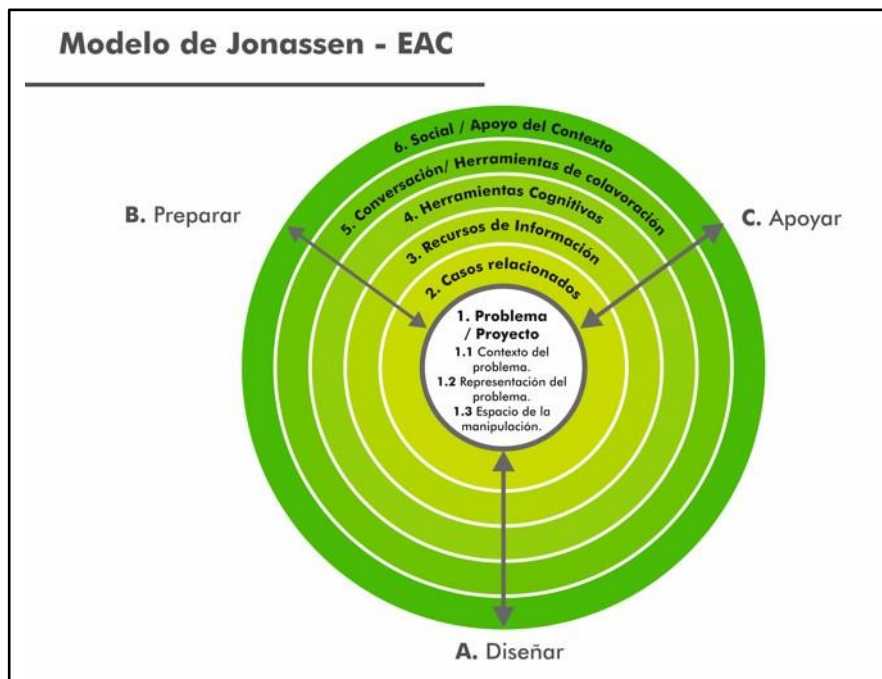 Modelo de Jonassen - EAC
6. Social / Apoyo del Contexto
5. Conversación/ Herramientas de colavoración
4. Herramientas Cognitivas
3. Recursos de Información
2. Casos relacionados
1. Problema
/ Proyecto
1.1 Contexto del
problema.
1.2 Representación del
problema.
1.3 Espacio de la
manipulación.
B. Preparar
C. Apoyar
A. Diseñar